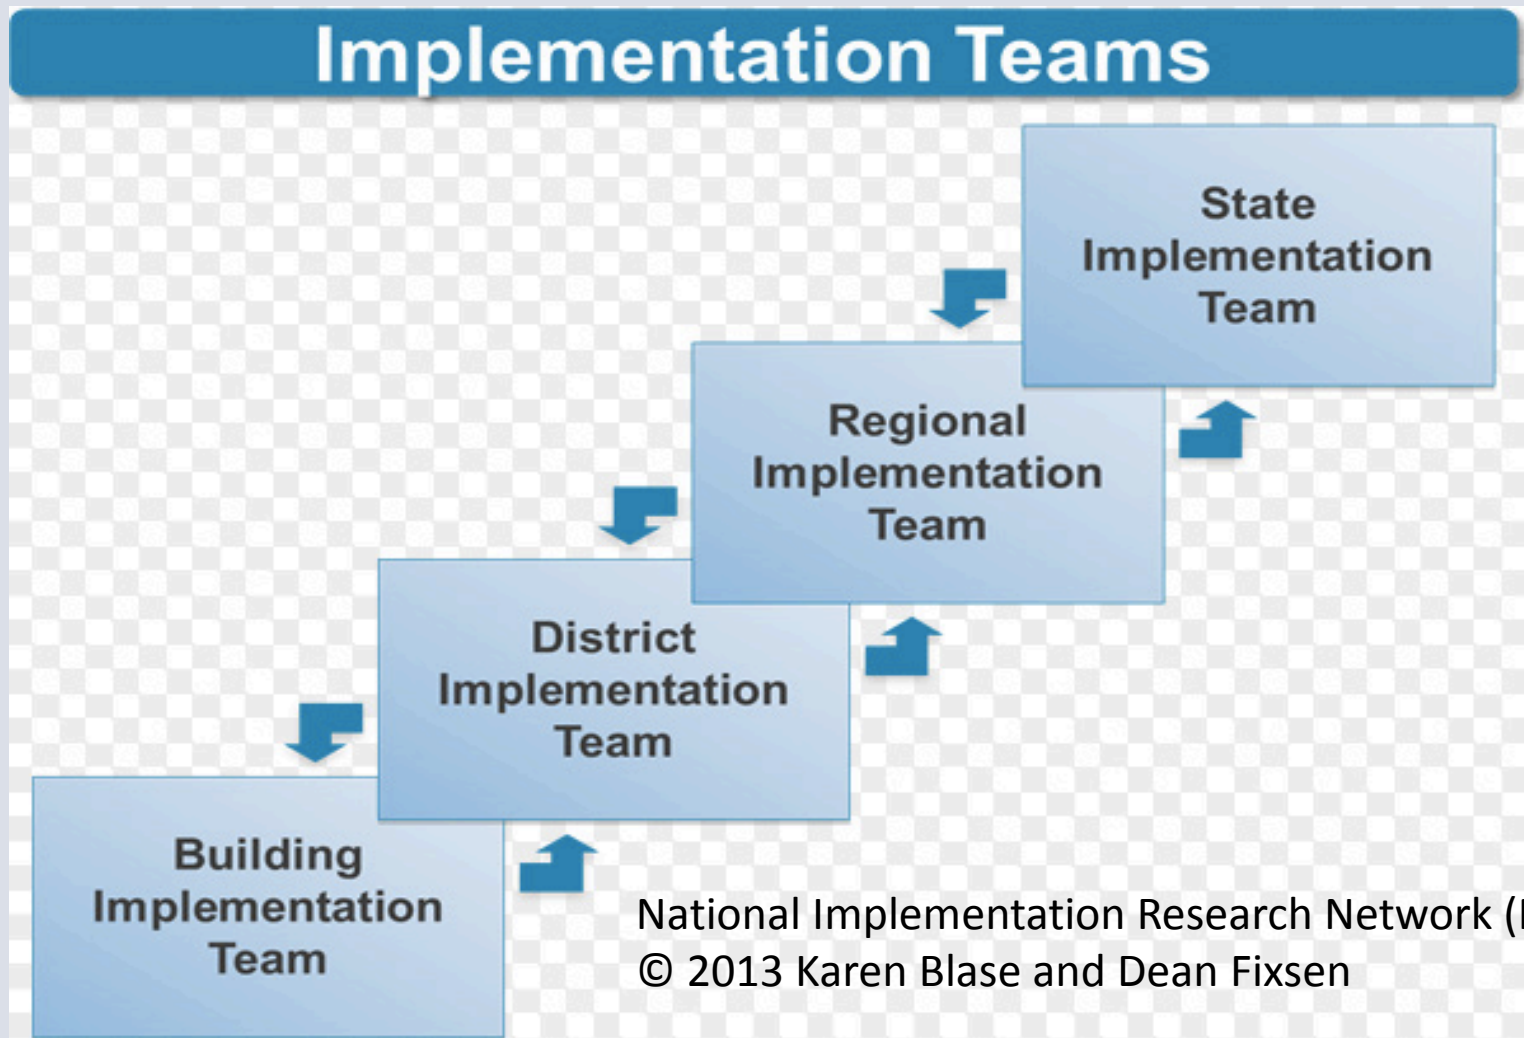 Implementation Teams
State
Implementation
Team
Regional
Implementation
Team
District
Implementation
Team
Building
Implementation
Team
National Implementation Research Network (
© 2013 Karen Blase and Dean Fixsen